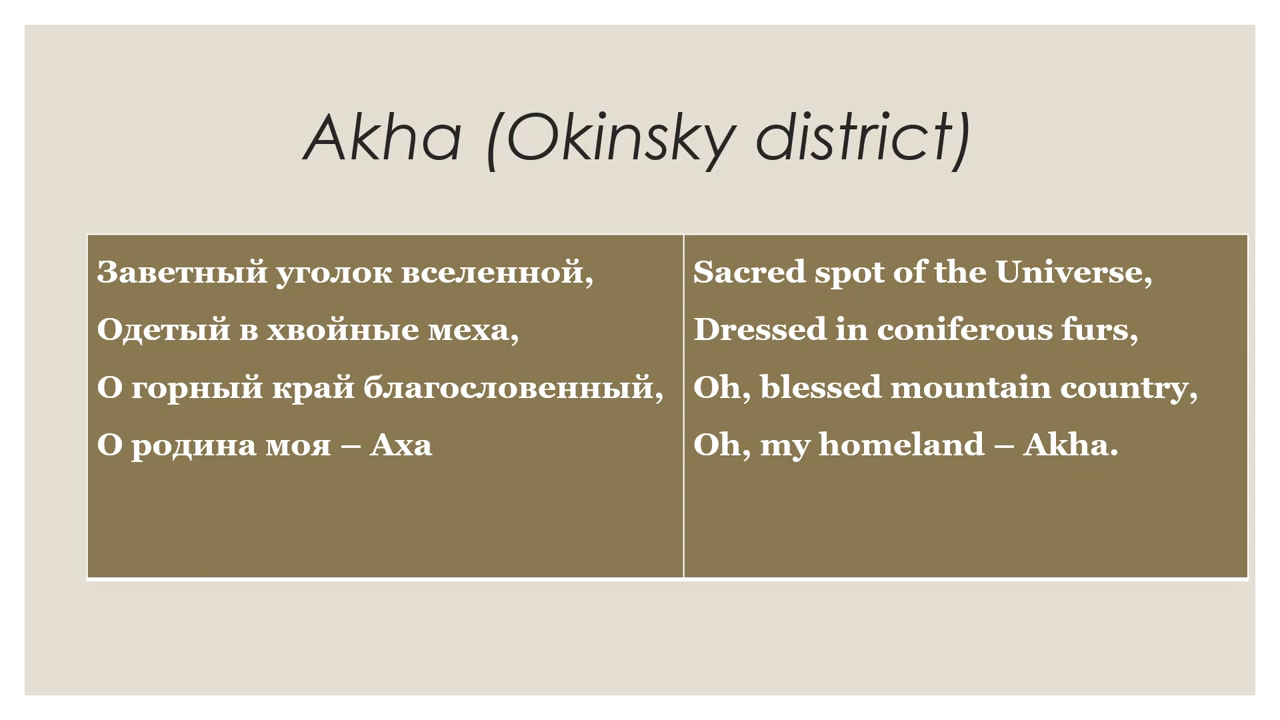 Akha (Okinsky district)
Заветный уголок вселенной,
Одетый в хвойные меха,
О горный край благословенный,
О родина моя – Аха
Sacred spot of the Universe,
Dressed in coniferous furs,
Oh, blessed mountain country,
Oh, my homeland – Akha.